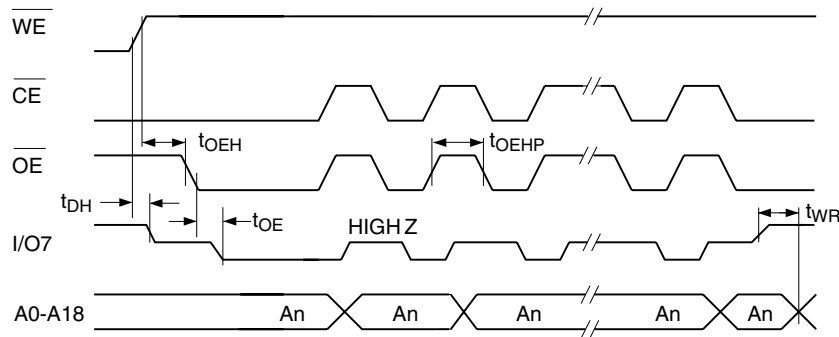 WE
CE
tOEH tOEHP
OE
tDH tOE tWR
I/O7 HIGH Z
A0-A18 An An An An An